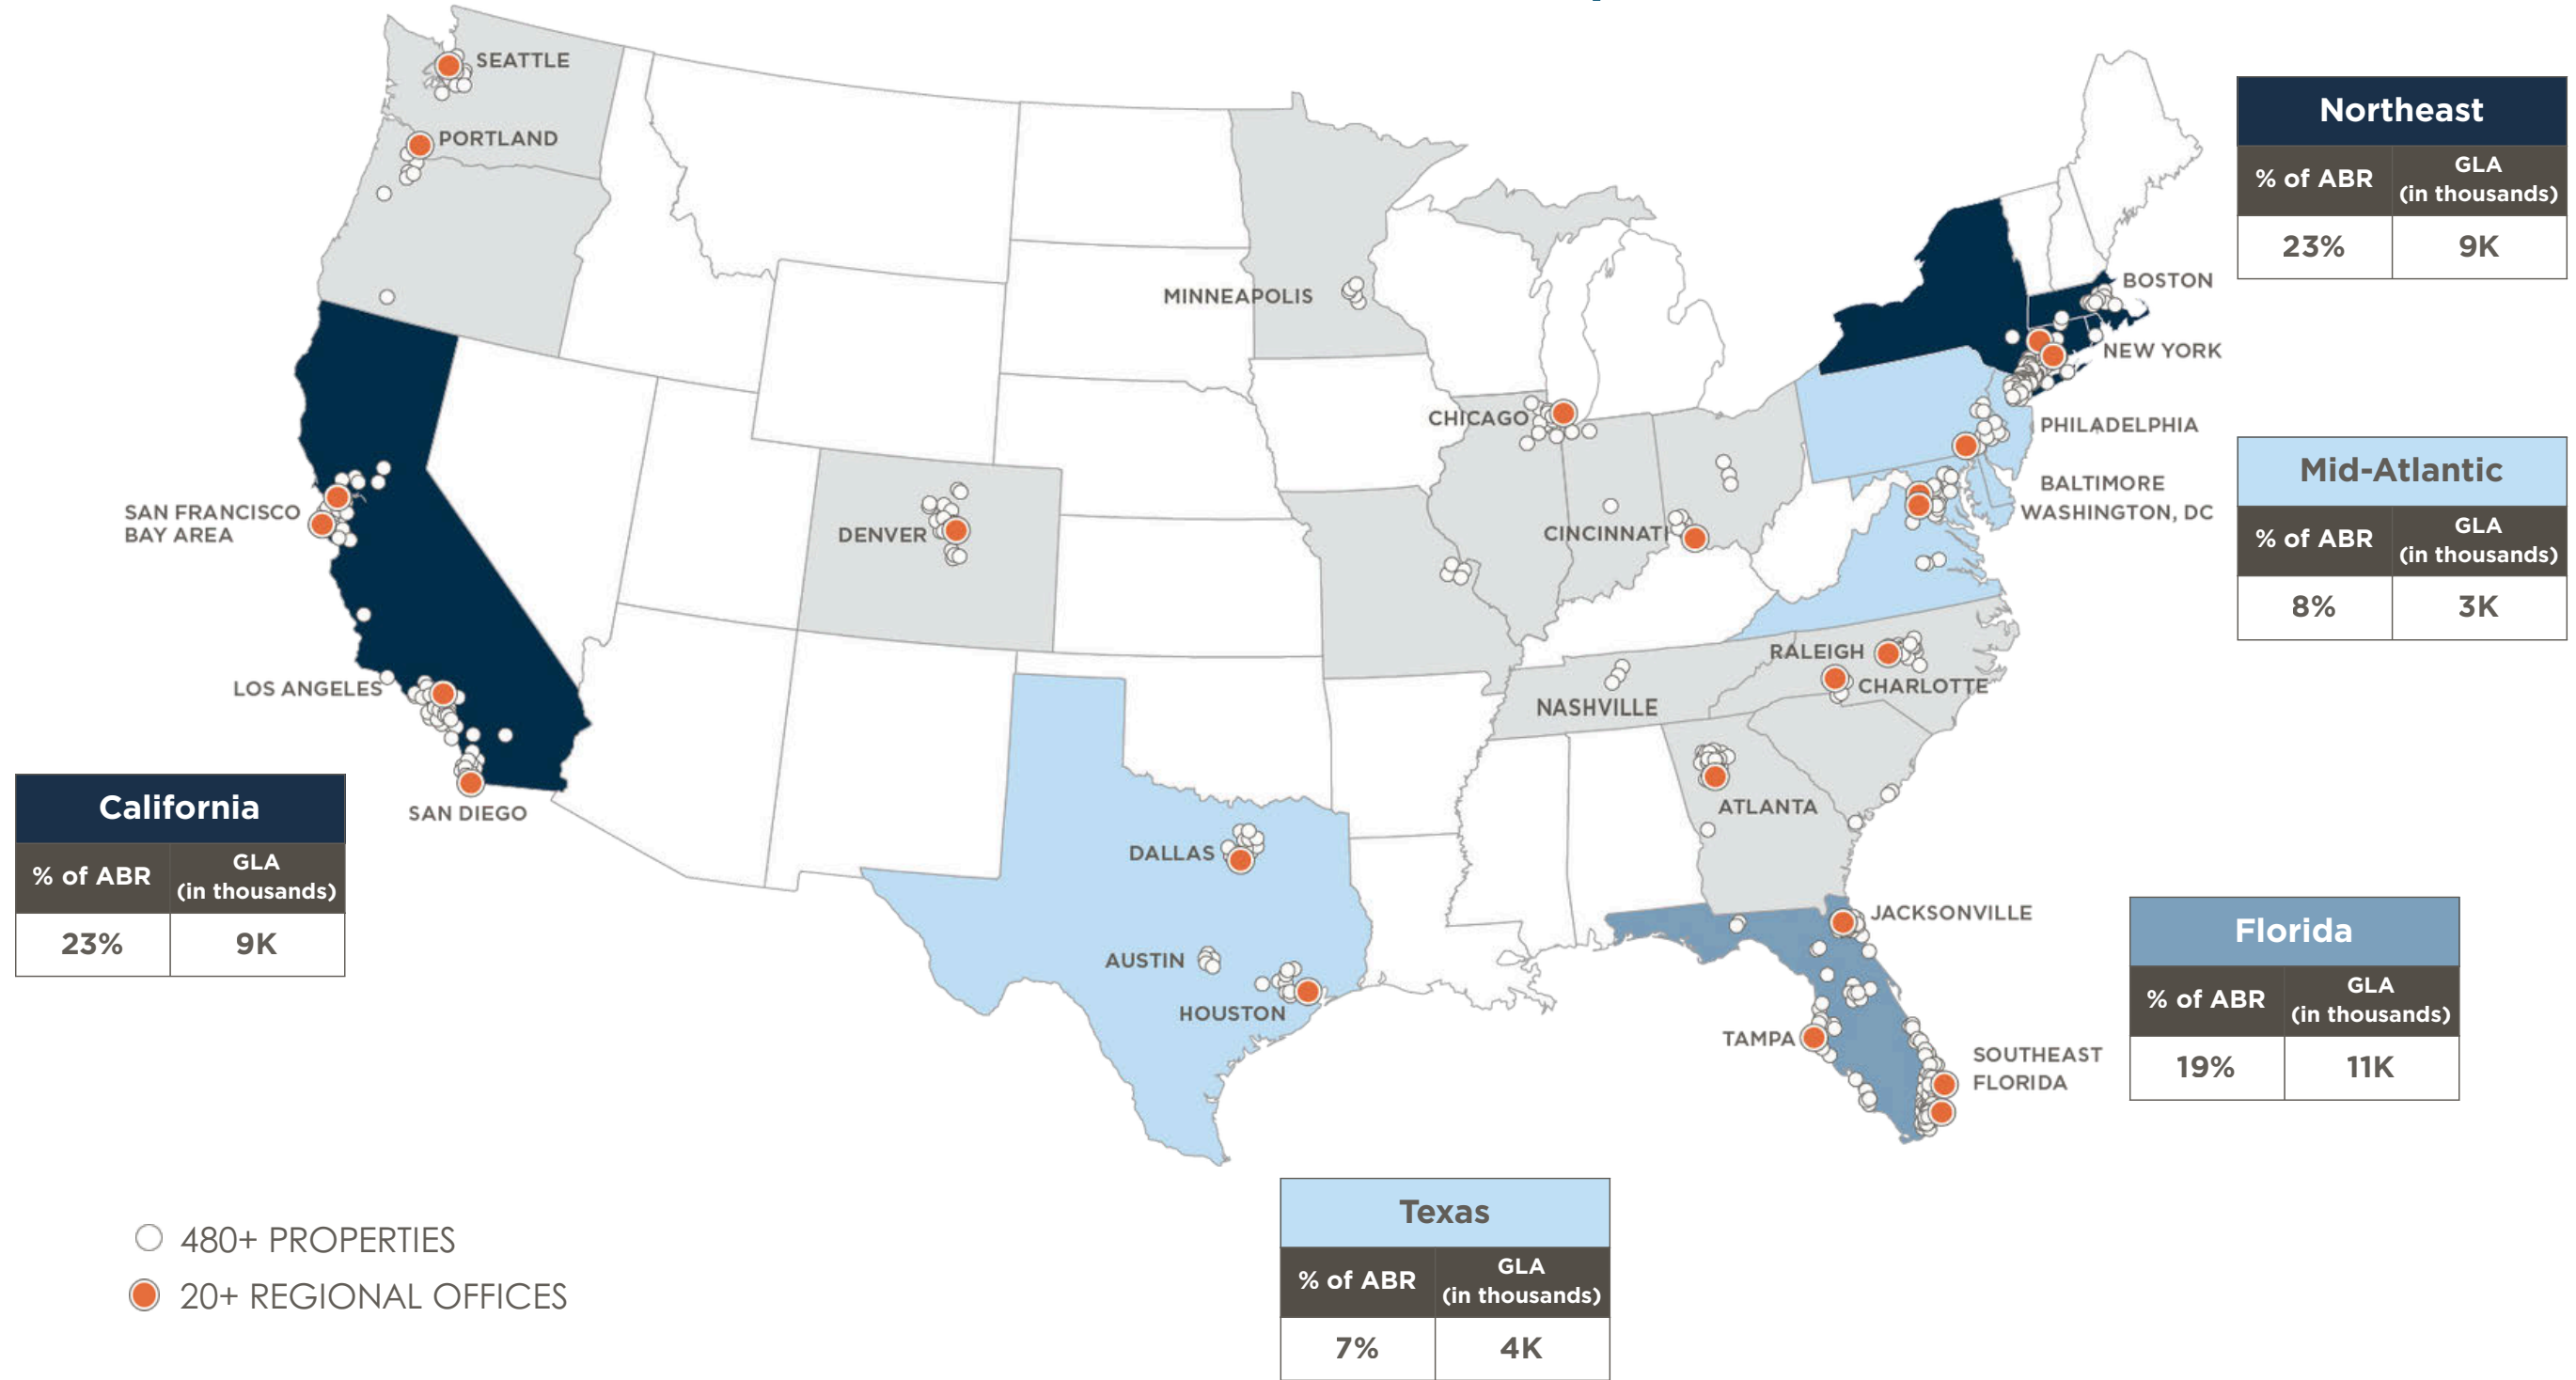 SEATTLE
PORTLAND
MINNEAPOLIS
CHICAGO
BOSTON
NEW YORK
PHILADELPHIA
BALTIMORE
WASHINGTON, DC
SAN FRANCISCO
BAY AREA
DENVER
CINCINNATI
LOS ANGELES
RALEIGH
CHARLOTTE
NASHVILLE
SAN DIEGO
ATLANTA
DALLAS
AUSTIN
HOUSTON
JACKSONVILLE
TAMPA
SOUTHEAST
FLORIDA
Northeast
% of ABR
GLA
(in thousands)
23%
9K
Mid-Atlantic
% of ABR
GLA
(in thousands)
8%
3K
California
% of ABR
GLA
(in thousands)
23%
9K
Florida
% of ABR
GLA
(in thousands)
19%
11K
Texas
% of ABR
GLA
(in thousands)
7%
4K
480+ PROPERTIES
20+ REGIONAL OFFICES